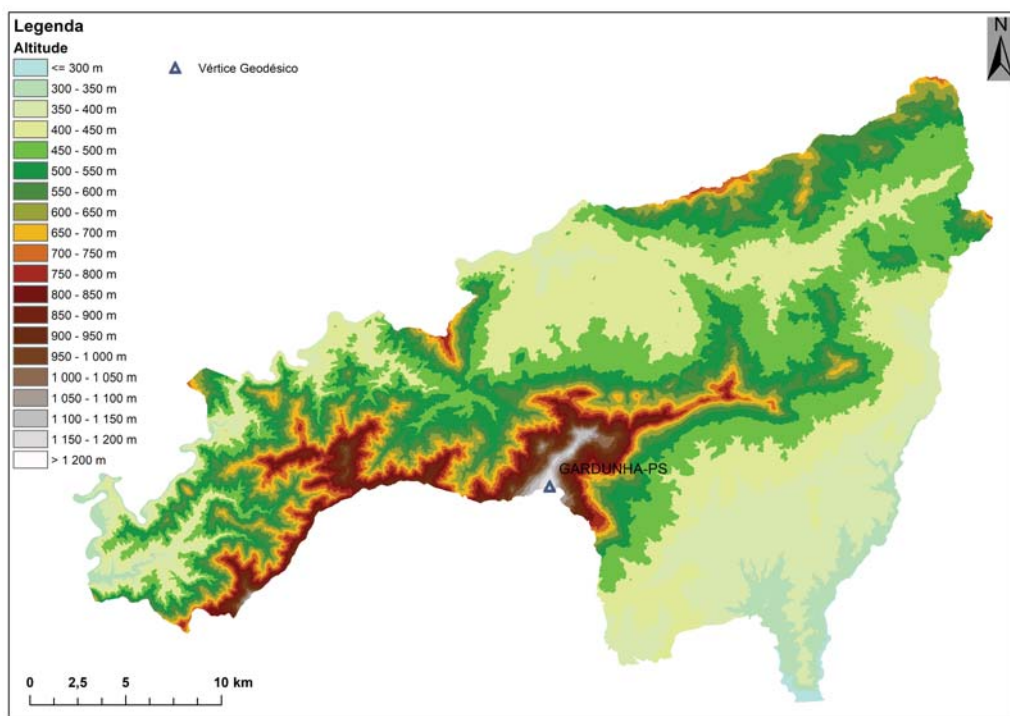 Legenda
Altitude
<= 300 m
300 - 350 m
350 - 400 m
400 - 450 m
450 - 500 m
500 - 550 m
550 - 600 m
600 - 650 m
650 - 700 m
700 - 750 m
750 - 800 m
800 - 850 m
850 - 900 m
900 - 950 m
950 - 1 000 m
1 000 - 1 050 m
1 050 - 1 100 m
1 100 - 1 150 m
1 150 - 1 200 m
> 1 200 m
Vértice Geodésico
N
GARDUNHA-PS
0 2,5 5 10 km